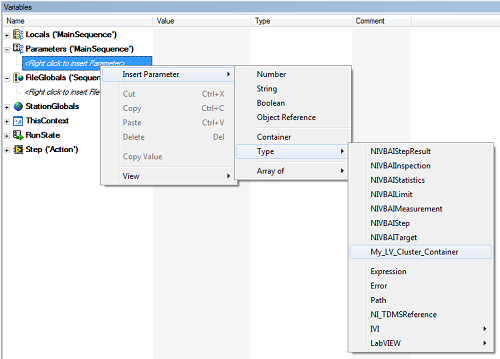 Variables
Name Value Type Comment
Locals ('MainSequence')
Parameters ('MainSequence')
<Right click to insert Parameter>
FileGlobals ('Sequen
<Right click to insert File
StationGlobals
ThisContext
RunState
Step ('Action')
Insert Parameter
Cut Ctrl+X
Copy Ctrl+C
Paste Ctrl+V
Delete Del
Copy Value
View
Number
String
Boolean
Object Reference
Container
Type
Array of
NIVBAIStepResult
NIVBAIInspection
NIVBAIStatistics
NIVBAILimit
NIVBAIMeasurement
NIVBAIStep
NIVBAITarget
My_LV_Cluster_Container
Expression
Error
Path
NI_TDMSReference
IVI
LabVIEW